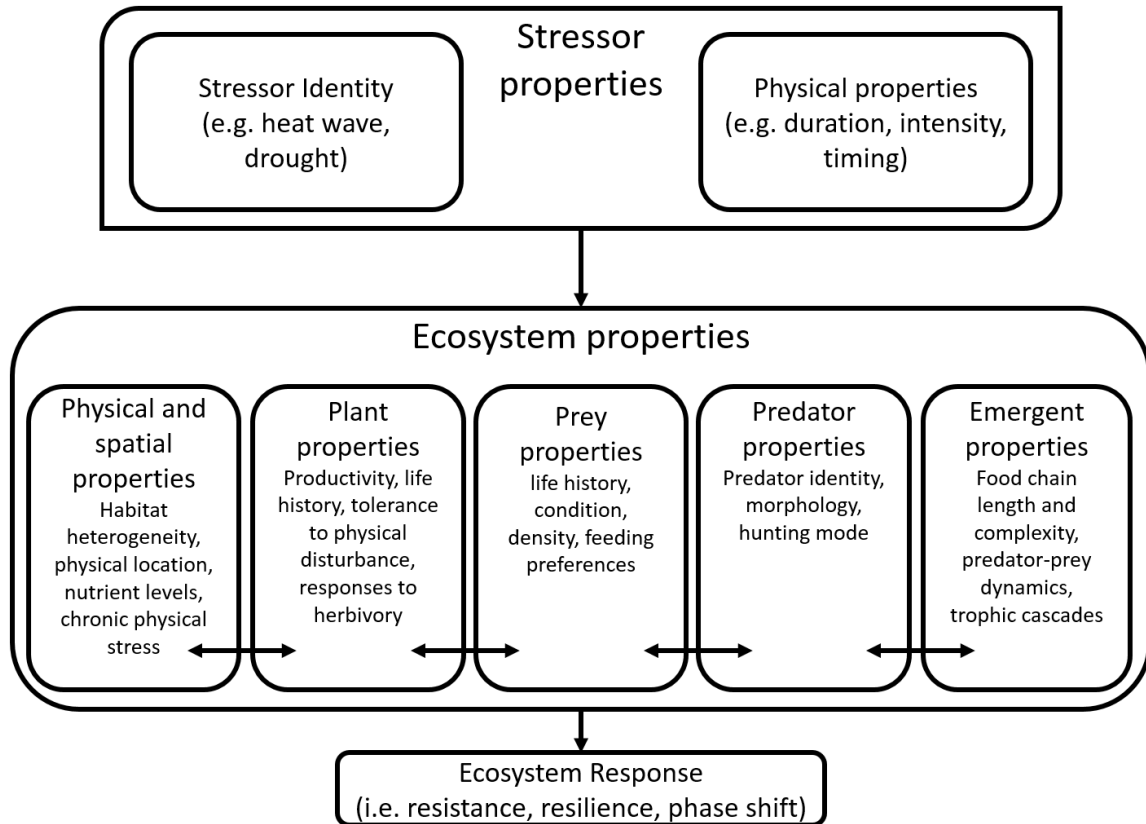 Stressor
properties
Stressor Identity
(e.g. heat wave,
drought)
Physical properties
(e.g. duration, intensity,
timing)
Ecosystem properties
Physical and
spatial
properties
Habitat
heterogeneity,
physical location,
nutrient levels,
chronic physical
stress
Plant
properties
Productivity, life
history, tolerance
to physical
disturbance,
responses to
herbivory
Prey
properties
life history,
condition,
density, feeding
preferences
Predator
properties
Predator identity,
morphology,
hunting mode
Emergent
properties
Food chain
length and
complexity,
predator-prey
dynamics,
trophic cascades
Ecosystem Response
(i.e. resistance, resilience, phase shift)